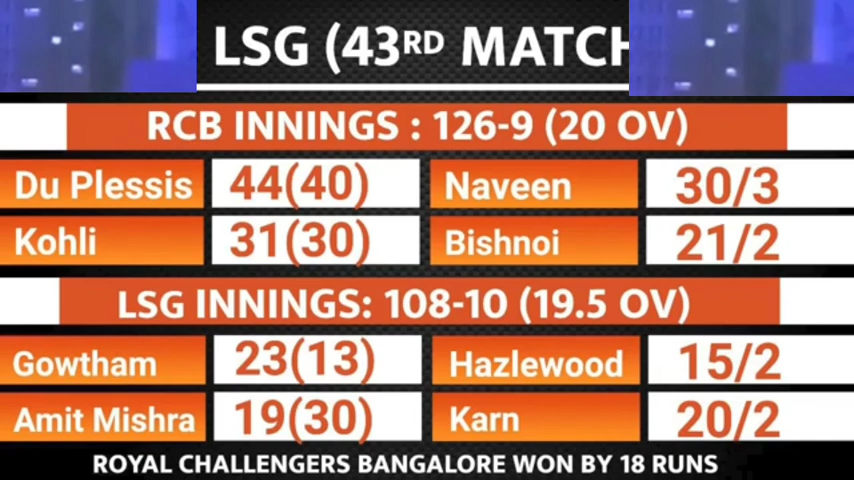 LSG (43RD MATCH
RCB INNINGS : 126-9 (20 OV)
Du Plessis 44(40) Naveen 30/3
Kohli 31(30) Bishnoi 21/2
LSG INNINGS: 108-10 (19.5 OV)
Gowtham 23(13) Hazlewood 15/2
Amit Mishra 19(30) Karn 20/2
ROYAL CHALLENGERS BANGALORE WON BY 18 RUNS